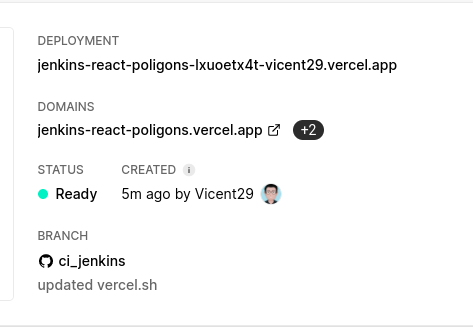 DEPLOYMENT
jenkins-react-poligons-lxuoetx4t-vicent29.vercel.app
DOMAINS
jenkins-react-poligons.vercel.app +2
STATUS CREATED
Ready 5m ago by Vicent29
BRANCH
ci_jenkins
updated vercel.sh